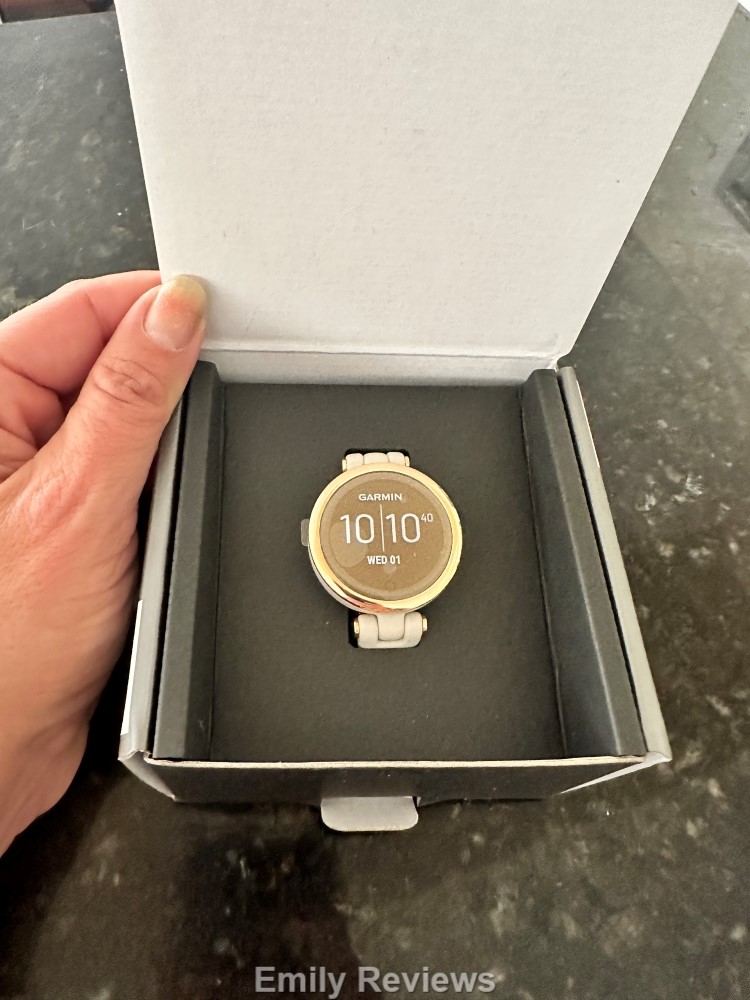 GARMIN
10|10 40
WED 01
Emily Reviews